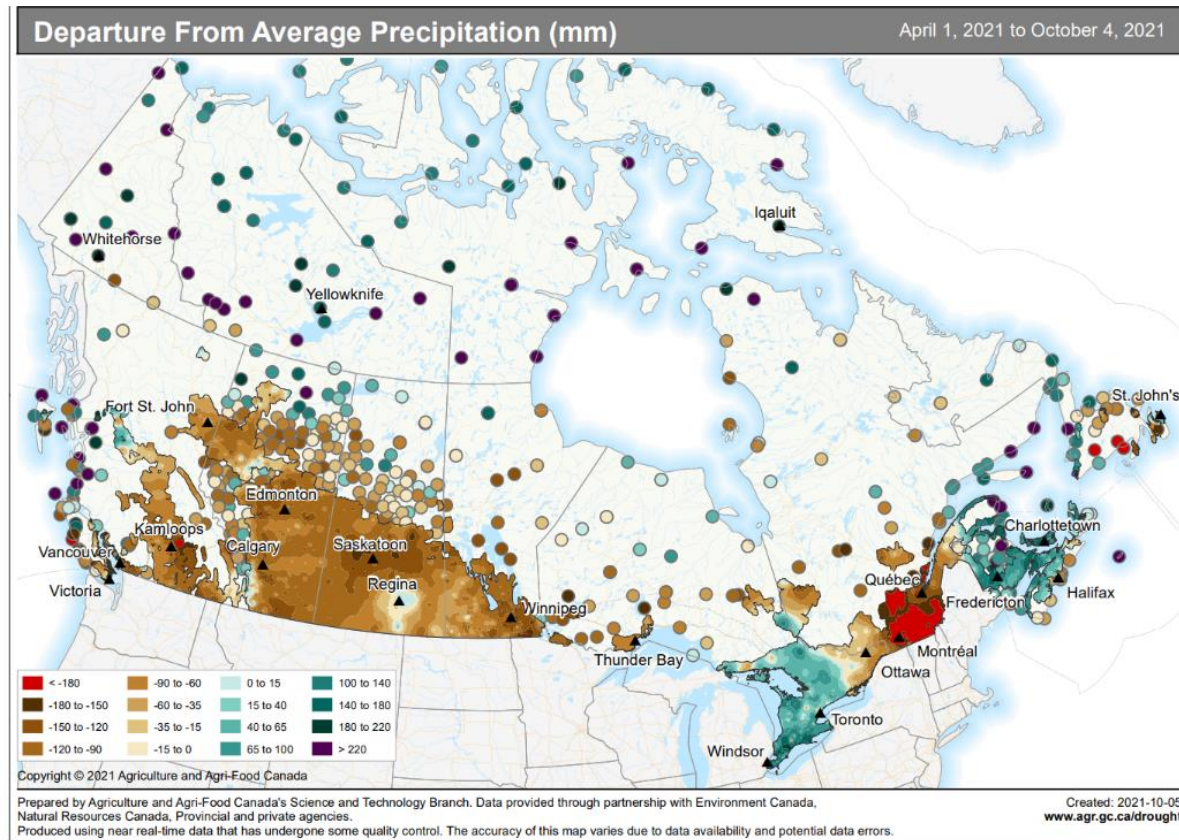 Departure From Average Precipitation (mm)
April 1, 2021 to October 4, 2021
Iqaluit
Whitehorse
Yellowknife
Fort St. John
St. John's
Edmonton
Charlottetown
Kamloops
Vancouver
Calgary
Saskatoon
Québec
Victoria
Regina
Halifax
Winnipeg
Fredericton
Montréal
Thunder Bay
Ottawa
Toronto
Windsor
< -180
-90 to -60
0 to 15
100 to 140
-180 to -150
-60 to -35
15 to 40
140 to 180
-150 to -120
-35 to -15
40 to 65
180 to 220
-120 to -90
-15 to 0
65 to 100
> 220
Copyright © 2021 Agriculture and Agri-Food Canada
Prepared by Agriculture and Agri-Food Canada's Science and Technology Branch. Data provided through partnership with Environment Canada,
Created: 2021-10-05
Natural Resources Canada, Provincial and private agencies.
www.agr.gc.ca/drought
Produced using near real-time data that has undergone some quality control. The accuracy of this map varies due to data availability and potential data errors.